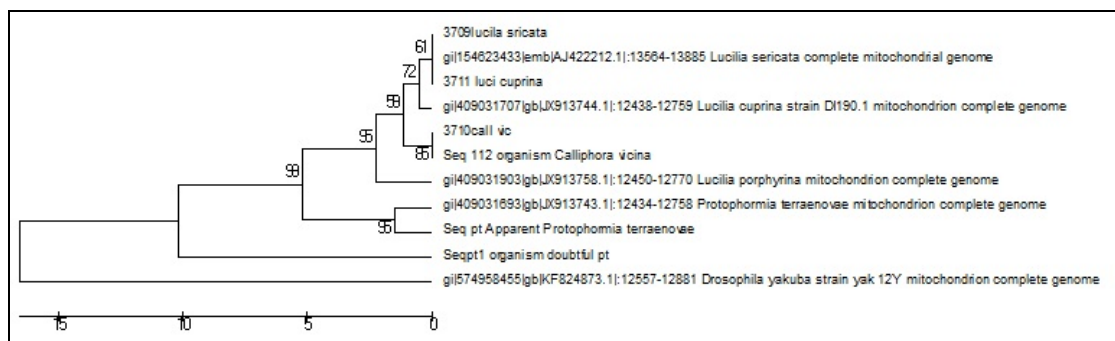 3709lucila sricata
61
gi|154623433|emb|AJ422212.1|:13564-13885 Lucilia sericata complete mitochondrial genome
72
3711 luci cuprina
59
gi|409031707|gb|JX913744.1|:12438-12759 Lucilia cuprina strain DI190.1 mitochondrion complete genome
95
3710call vic
85
Seq 112 organism Calliphora vicina
99
gi|409031903|gb|JX913758.1|:12450-12770 Lucilia porphyrina mitochondrion complete genome
gi|409031693|gb|JX913743.1|:12434-12758 Protophormia terraenovae mitochondrion complete genome
95
Seq pt Apparent Protophormia terraenovae
Seqpt1 organism doubtful pt
gi|574958455|gb|KF824873.1|:12557-12881 Drosophila yakuba strain yak 12Y mitochondrion complete genome
15 10 5 0